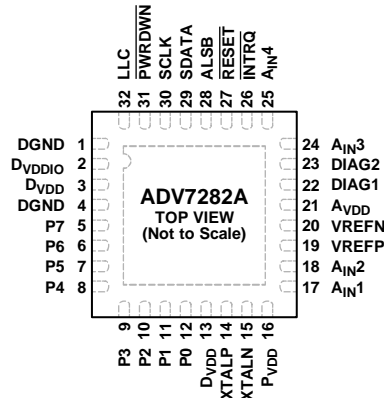 32 LLC
31 PWRDWN
30 SCLK
29 SDATA
28 ALSB
27 RESET
26 INTRQ
25 AIN4
DGND 1
DVDDIO 2
DVDD 3
DGND 4
P7 5
P6 6
P5 7
P4 8
ADV7282A
TOP VIEW
(Not to Scale)
24 AIN3
23 DIAG2
22 DIAG1
21 AVDD
20 VREFN
19 VREFP
18 AIN2
17 AIN1
P3 9
P2 10
P1 11
P0 12
DVDD 13
XTALP 14
XTALN 15
PVDD 16